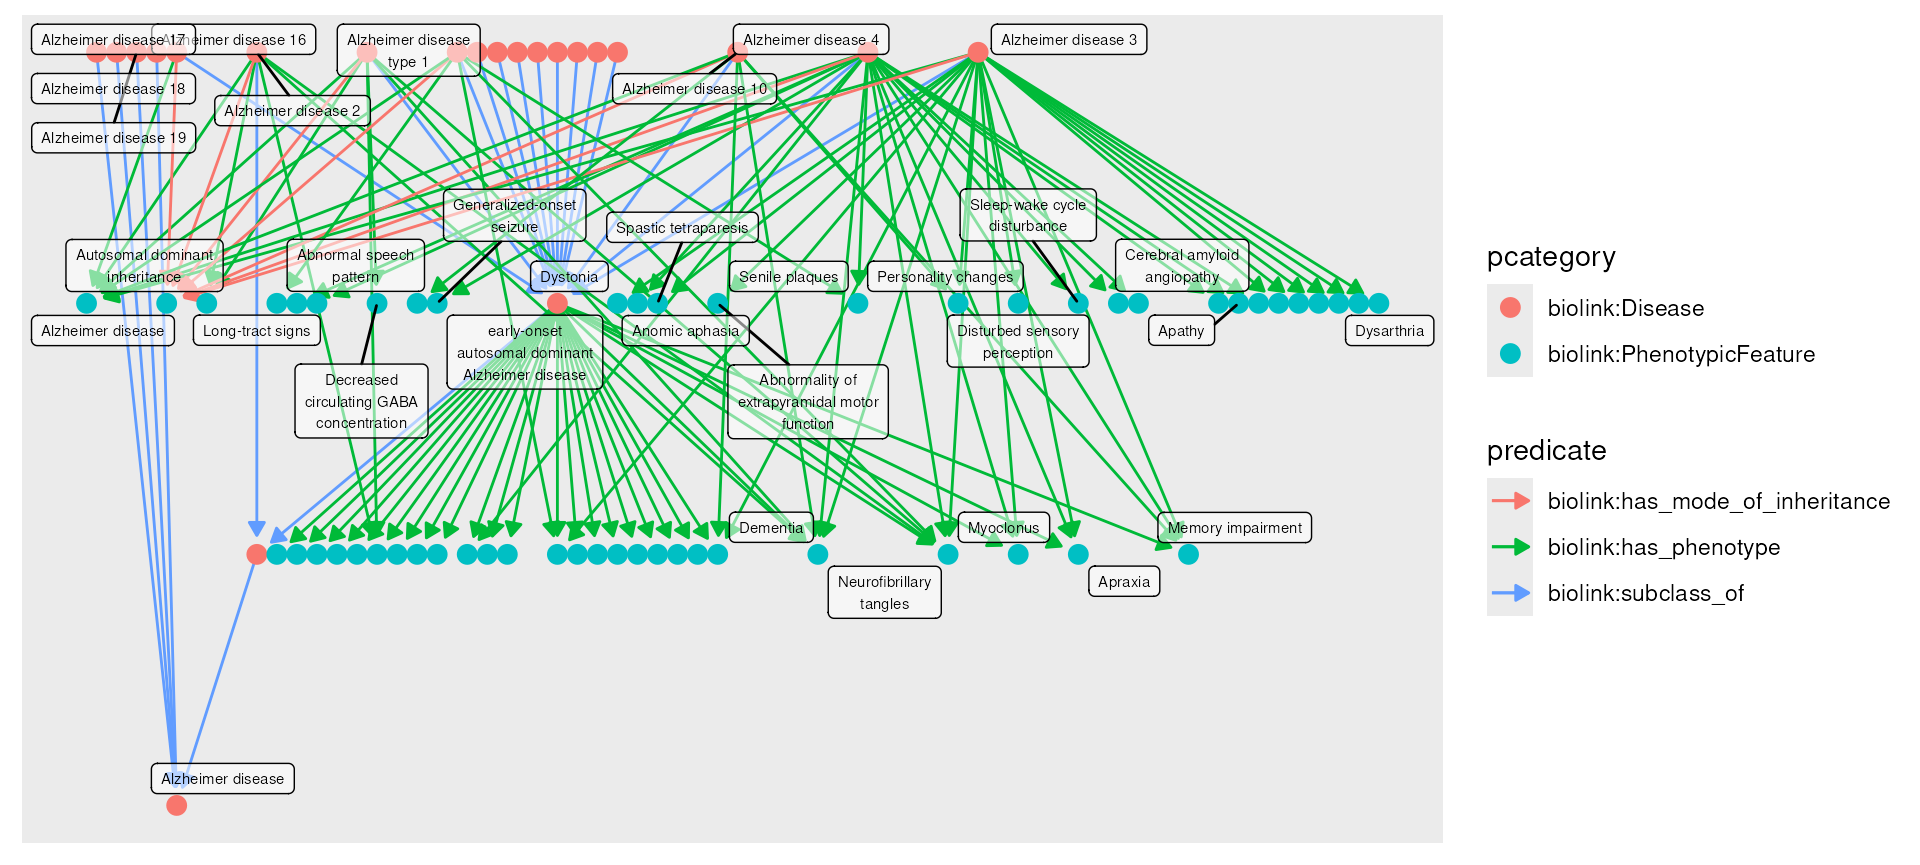 Alzheimer disease 17
Alzheimer disease 16
Alzheimer disease
type 1
Alzheimer disease 4
Alzheimer disease 3
Alzheimer disease 18
Alzheimer disease 2
Alzheimer disease 10
Alzheimer disease 19
Generalized-onset
seizure
Spastic tetraparesis
Sleep-wake cycle
disturbance
Autosomal dominant
inheritance
Abnormal speech
pattern
Dystonia
Senile plaques
Personality changes
Cerebral amyloid
angiopathy
Alzheimer disease
Long-tract signs
early-onset
autosomal dominant
Alzheimer disease
Anomic aphasia
Disturbed sensory
perception
Apathy
Dysarthria
Decreased
circulating GABA
concentration
Abnormality of
extrapyramidal motor
function
Dementia
Myoclonus
Memory impairment
Neurofibrillary
tangles
Apraxia
Alzheimer disease
pcategory
biolink:Disease
biolink:PhenotypicFeature
predicate
biolink:has_mode_of_inheritance
biolink:has_phenotype
biolink:subclass_of